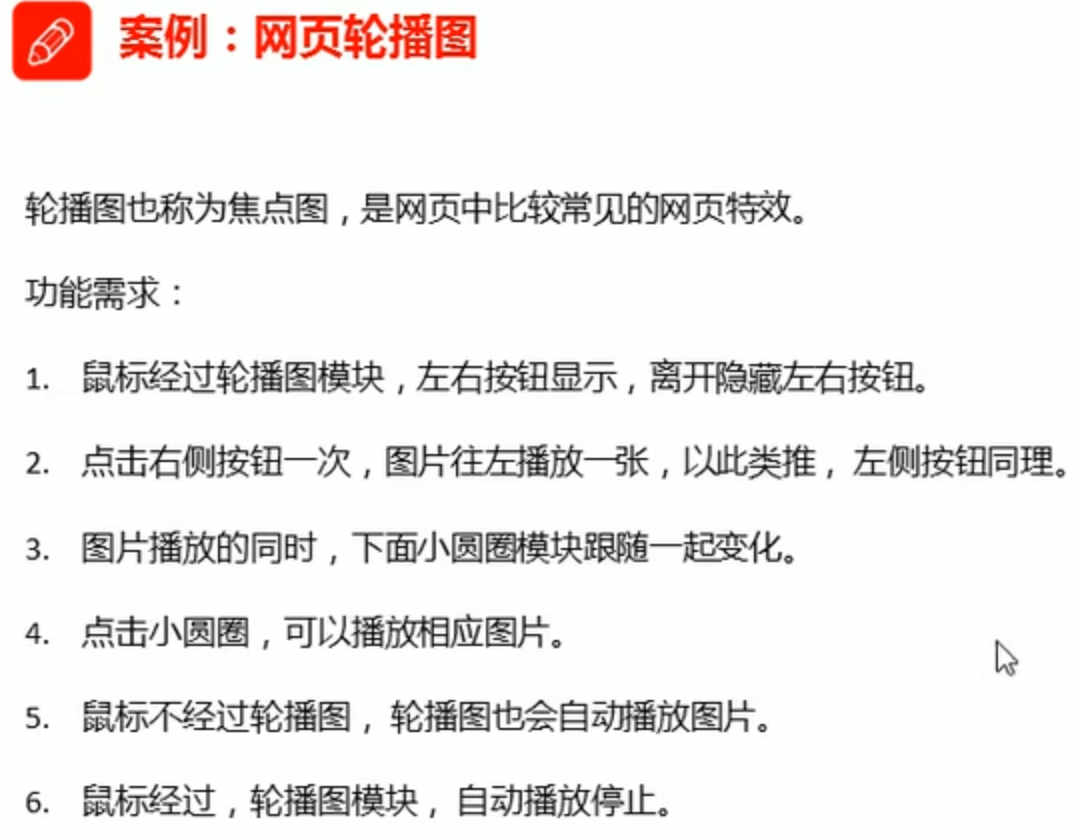 案例：网页轮播图
轮播图也称为焦点图，是网页中比较常见的网页特效。
功能需求：
1. 鼠标经过轮播图模块，左右按钮显示，离开隐藏左右按钮。
2. 点击右侧按钮一次，图片往左播放一张，以此类推， 左侧按钮同理。
3. 图片播放的同时，下面小圆圈模块跟随一起变化。
4. 点击小圆圈，可以播放相应图片。
5. 鼠标不经过轮播图， 轮播图也会自动播放图片。
6. 鼠标经过，轮播图模块， 自动播放停止。